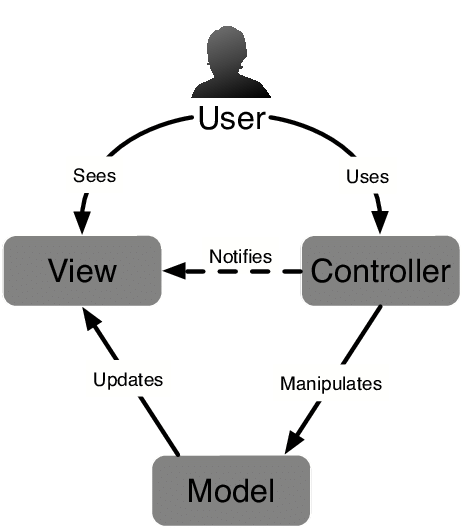 User
Sees
Uses
View
Notifies
Controller
Updates
Manipulates
Model